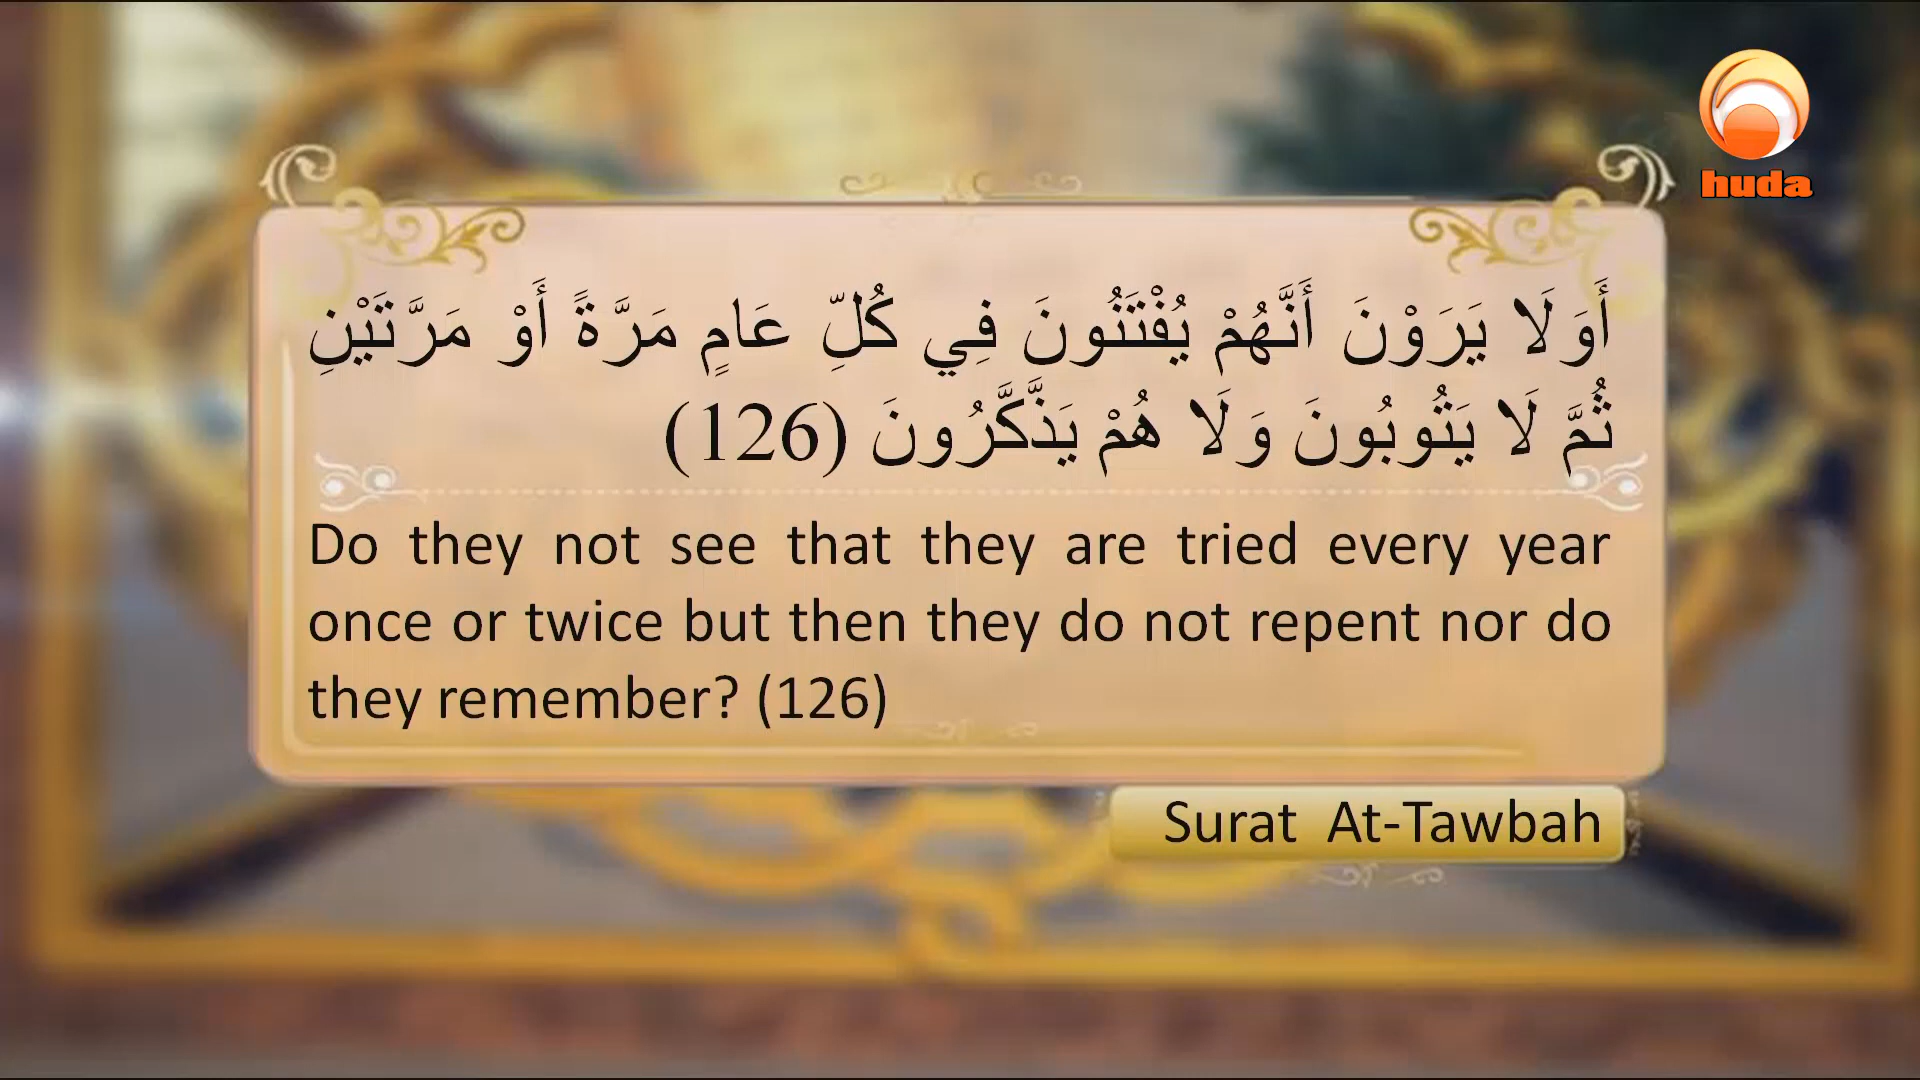 huda
أَوَلَا يَرَوْنَ أَنَّهُمْ يُفْتَنُونَ فِي كُلِّ عَامٍ مَرَّةً أَوْ مَرَّتَيْنِ
ثُمَّ لَا يَتُوبُونَ وَلَا هُمْ يَذَّكَّرُونَ (126)
Do they not see that they are tried every year
once or twice but then they do not repent nor do
they remember? (126)
Surat At-Tawbah